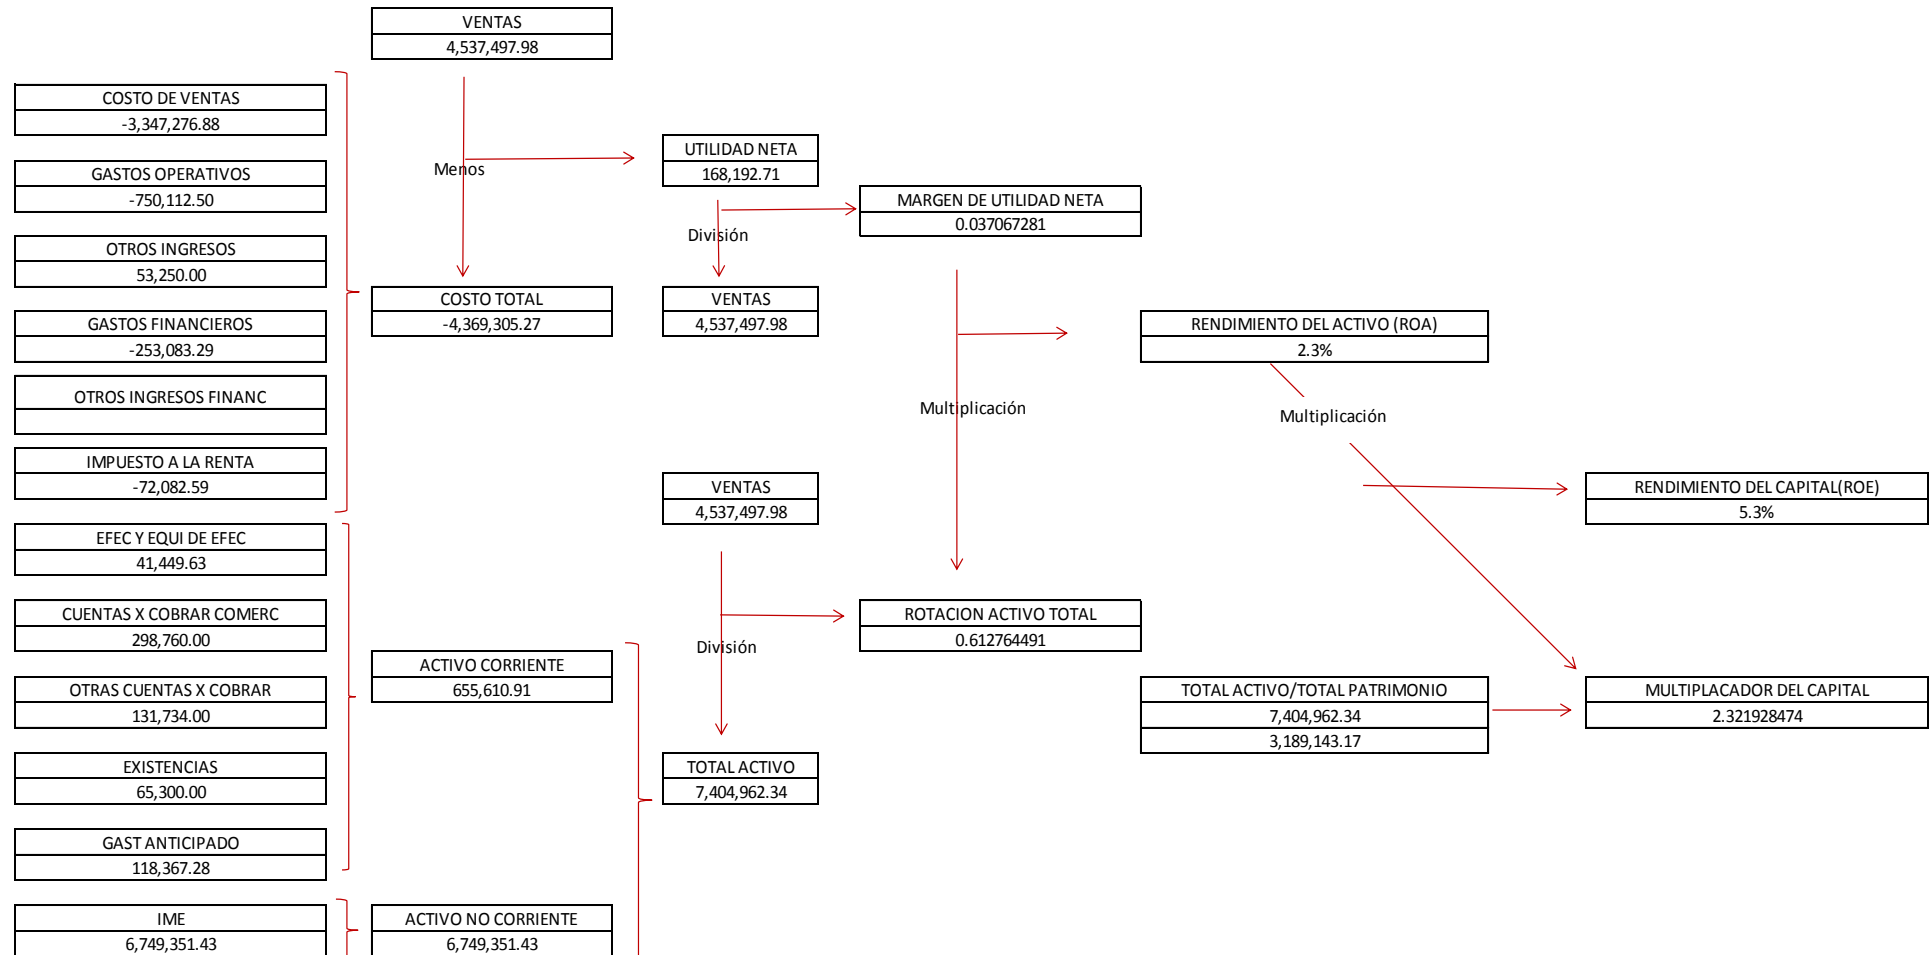 VENTAS
4,537,497.98
COSTO DE VENTAS
-3,347,276.88
GASTOS OPERATIVOS
-750,112.50
OTROS INGRESOS
53,250.00
GASTOS FINANCIEROS
-253,083.29
OTROS INGRESOS FINANC
IMPUESTO A LA RENTA
-72,082.59
Menos
COSTO TOTAL
-4,369,305.27
UTILIDAD NETA
168,192.71
División
VENTAS
4,537,497.98
MARGEN DE UTILIDAD NETA
0.037067281
Multiplicación
RENDIMIENTO DEL ACTIVO (ROA)
2.3%
Multiplicación
RENDIMIENTO DEL CAPITAL(ROE)
5.3%
EFEC Y EQUI DE EFEC
41,449.63
CUENTAS X COBRAR COMERC
298,760.00
OTRAS CUENTAS X COBRAR
131,734.00
EXISTENCIAS
65,300.00
GAST ANTICIPADO
118,367.28
IME
6,749,351.43
ACTIVO CORRIENTE
655,610.91
ACTIVO NO CORRIENTE
6,749,351.43
VENTAS
4,537,497.98
División
TOTAL ACTIVO
7,404,962.34
ROTACION ACTIVO TOTAL
0.612764491
TOTAL ACTIVO/TOTAL PATRIMONIO
7,404,962.34
3,189,143.17
MULTIPLACADOR DEL CAPITAL
2.321928474